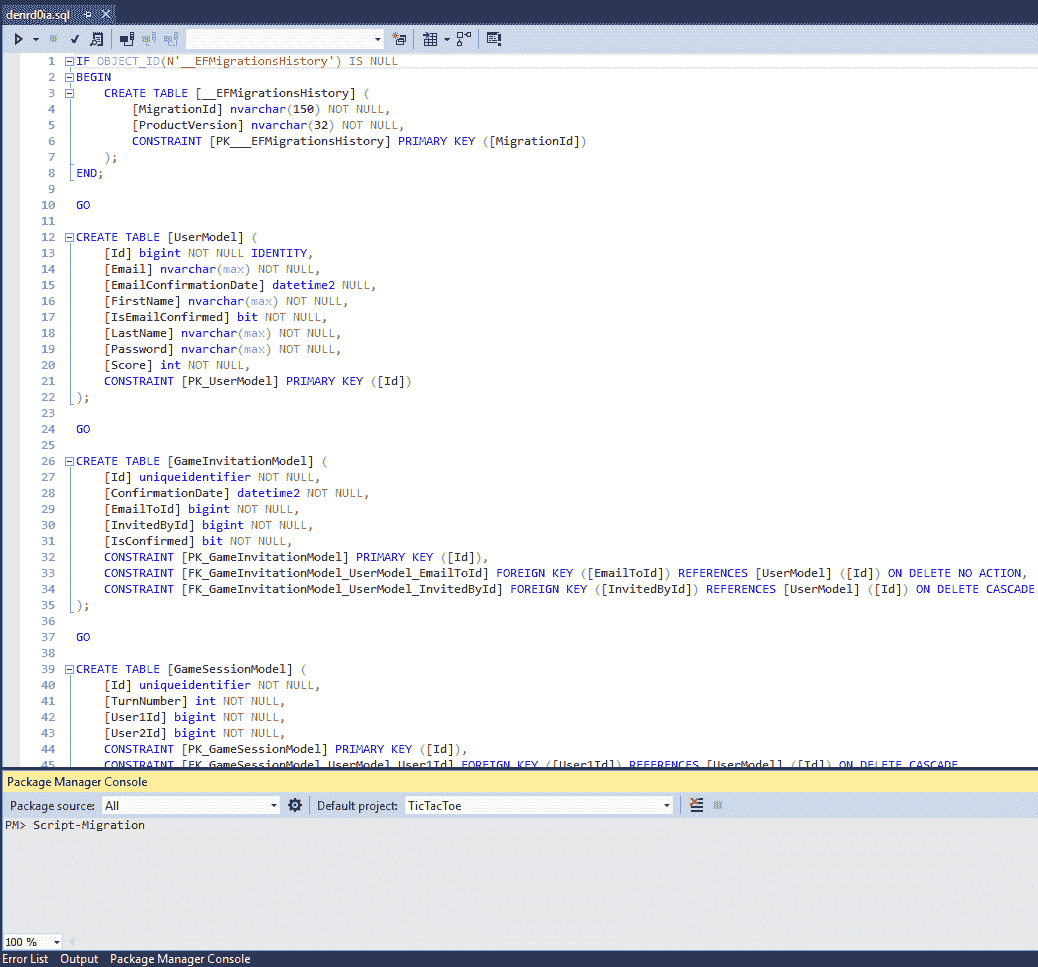 denrd0ia.sql
1 IF OBJECT_ID(N'__EFMigrationsHistory') IS NULL
2 BEGIN
3 CREATE TABLE [__EFMigrationsHistory] (
4 [MigrationId] nvarchar(150) NOT NULL,
5 [ProductVersion] nvarchar(32) NOT NULL,
6 CONSTRAINT [PK___EFMigrationsHistory] PRIMARY KEY ([MigrationId])
7 );
8 END;
9
10 GO
11
12 CREATE TABLE [UserModel] (
13 [Id] bigint NOT NULL IDENTITY,
14 [Email] nvarchar(max) NOT NULL,
15 [EmailConfirmationDate] datetime2 NULL,
16 [FirstName] nvarchar(max) NOT NULL,
17 [IsEmailConfirmed] bit NOT NULL,
18 [LastName] nvarchar(max) NOT NULL,
19 [Password] nvarchar(max) NOT NULL,
20 [Score] int NOT NULL,
21 CONSTRAINT [PK_UserModel] PRIMARY KEY ([Id])
22 );
23
24 GO
25
26 CREATE TABLE [GameInvitationModel] (
27 [Id] uniqueidentifier NOT NULL,
28 [ConfirmationDate] datetime2 NOT NULL,
29 [EmailToId] bigint NOT NULL,
30 [InvitedById] bigint NOT NULL,
31 [IsConfirmed] bit NOT NULL,
32 CONSTRAINT [PK_GameInvitationModel] PRIMARY KEY ([Id]),
33 CONSTRAINT [FK_GameInvitationModel_UserModel_EmailToId] FOREIGN KEY ([EmailToId]) REFERENCES [UserModel] ([Id]) ON DELETE NO ACTION,
34 CONSTRAINT [FK_GameInvitationModel_UserModel_InvitedById] FOREIGN KEY ([InvitedById]) REFERENCES [UserModel] ([Id]) ON DELETE CASCADE
35 );
36
37 GO
38
39 CREATE TABLE [GameSessionModel] (
40 [Id] uniqueidentifier NOT NULL,
41 [TurnNumber] int NOT NULL,
42 [User1Id] bigint NOT NULL,
43 [User2Id] bigint NOT NULL,
44 CONSTRAINT [PK_GameSessionModel] PRIMARY KEY ([Id]),
45 CONSTRAINT [FK_GameSessionModel_UserModel_User1Id] FOREIGN KEY ([User1Id]) REFERENCES [UserModel] ([Id]) ON DELETE CASCADE
Package Manager Console
Package source: All Default project: TicTacToe
PM> Script-Migration
100 %
Error List Output Package Manager Console